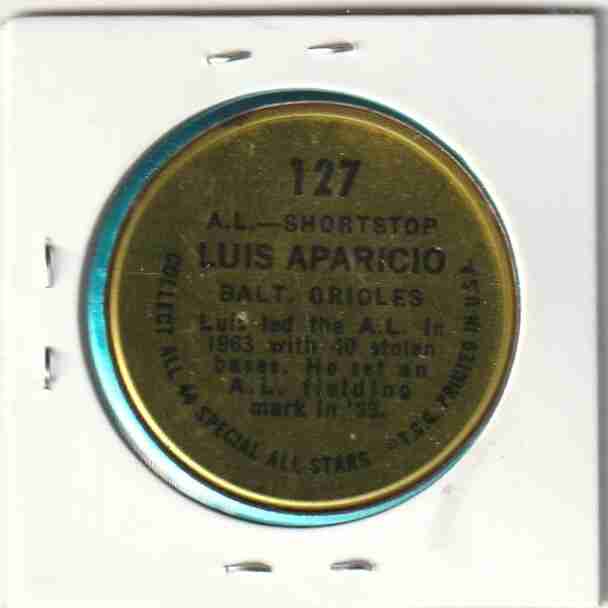 127
A.L.—SHORTSTOP
LUIS APARICIO
BALT. ORIOLES
Luis led the A.L. in
1963 with 40 stolen
bases. He set an
A.L. fielding
mark in
COLLECT ALL 44 SPECIAL ALL STARS
T.C.G. PRINTED IN U.S.A.